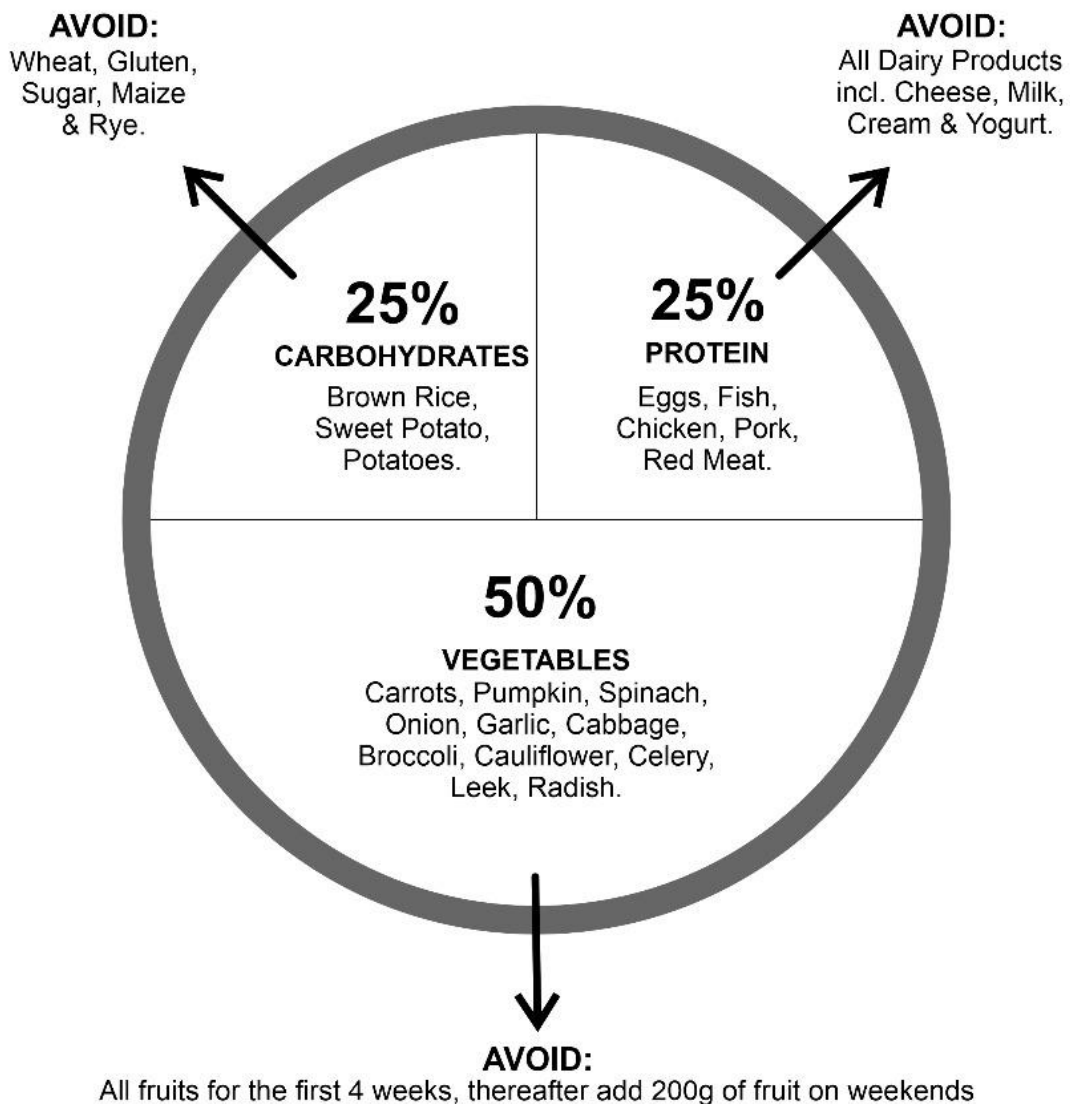 AVOID:
Wheat, Gluten,
Sugar, Maize
& Rye.
AVOID:
All Dairy Products
incl. Cheese, Milk,
Cream & Yogurt.
25%
CARBOHYDRATES
Brown Rice,
Sweet Potato,
Potatoes.
25%
PROTEIN
Eggs, Fish,
Chicken, Pork,
Red Meat.
50%
VEGETABLES
Carrots, Pumpkin, Spinach,
Onion, Garlic, Cabbage,
Broccoli, Cauliflower, Celery,
Leek, Radish.
AVOID:
All fruits for the first 4 weeks, thereafter add 200g of fruit on weekends